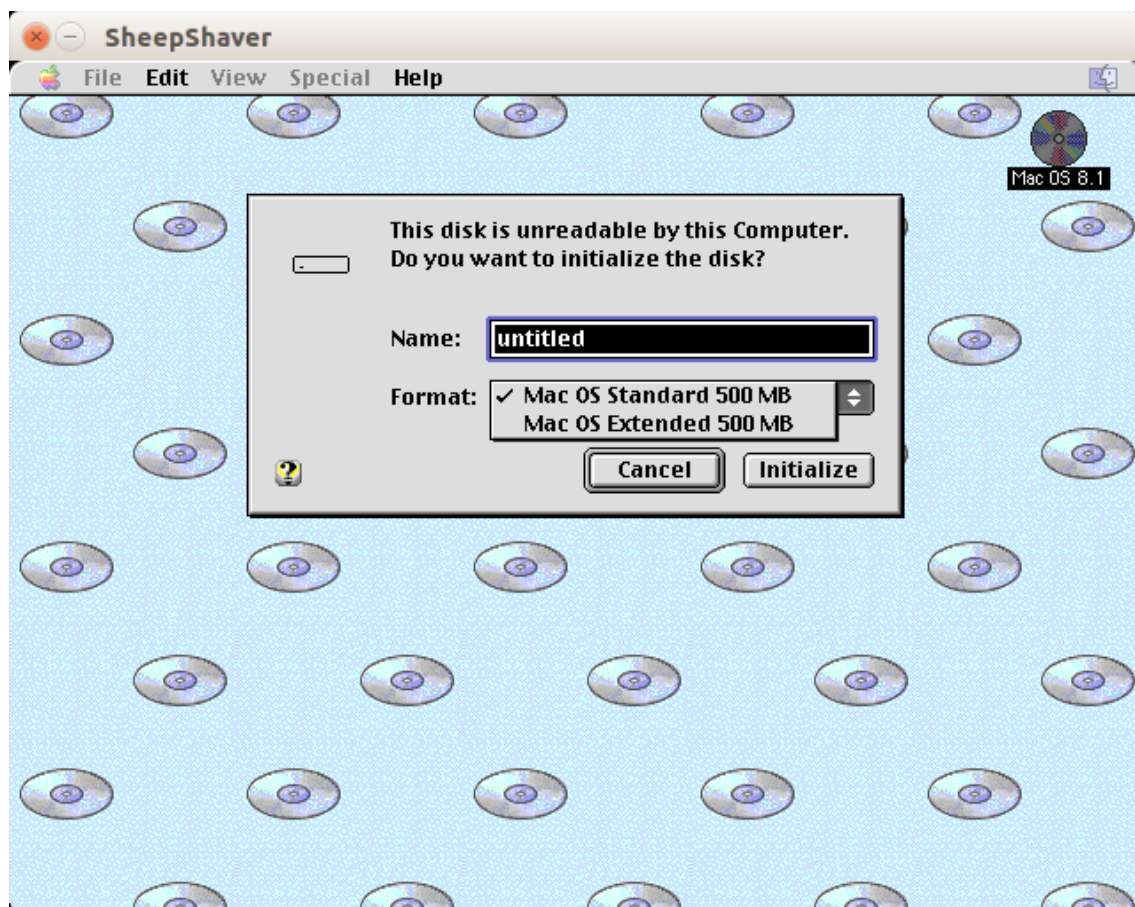 SheepShaver
File Edit View Special Help
Mac OS 8.1
This disk is unreadable by this Computer.
Do you want to initialize the disk?
Name: untitled
Format: ✓ Mac OS Standard 500 MB
Mac OS Extended 500 MB
Cancel Initialize